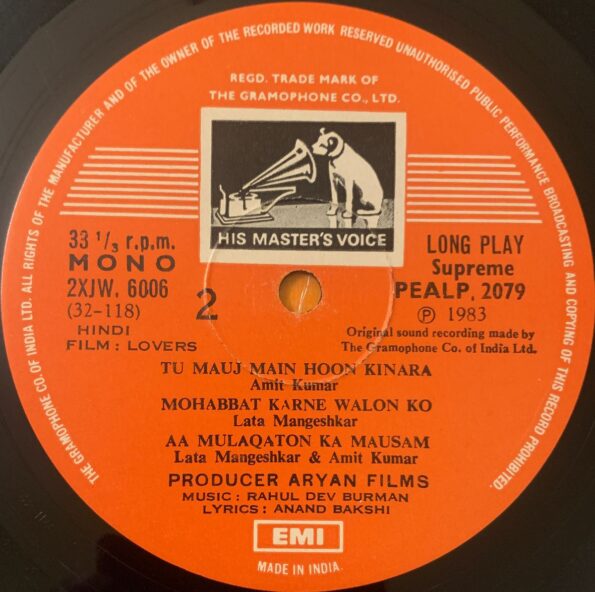 THE GRAMOPHONE CO. OF INDIA LTD. ALL RIGHTS OF THE MANUFACTURER AND OF THE OWNER OF THE RECORDED WORK RESERVED UNAUTHORISED PUBLIC PERFORMANCE BROADCASTING AND COPYING OF THIS RECORD PROHIBITED.
REGD. TRADE MARK OF
THE GRAMOPHONE CO., LTD.
HIS MASTER'S VOICE
33 1/3 r.p.m.
MONO
2XJW. 6006
(32-118)
HINDI
FILM : LOVERS
2
LONG PLAY
Supreme
PEALP. 2079
Ⓟ 1983
Original sound recording made by
The Gramophone Co. of India Ltd.
TU MAUJ MAIN HOON KINARA
Amit Kumar
MOHABBAT KARNE WALON KO
Lata Mangeshkar
AA MULAQATON KA MAUSAM
Lata Mangeshkar & Amit Kumar
PRODUCER ARYAN FILMS
MUSIC : RAHUL DEV BURMAN
LYRICS : ANAND BAKSHI
EMI
MADE IN INDIA